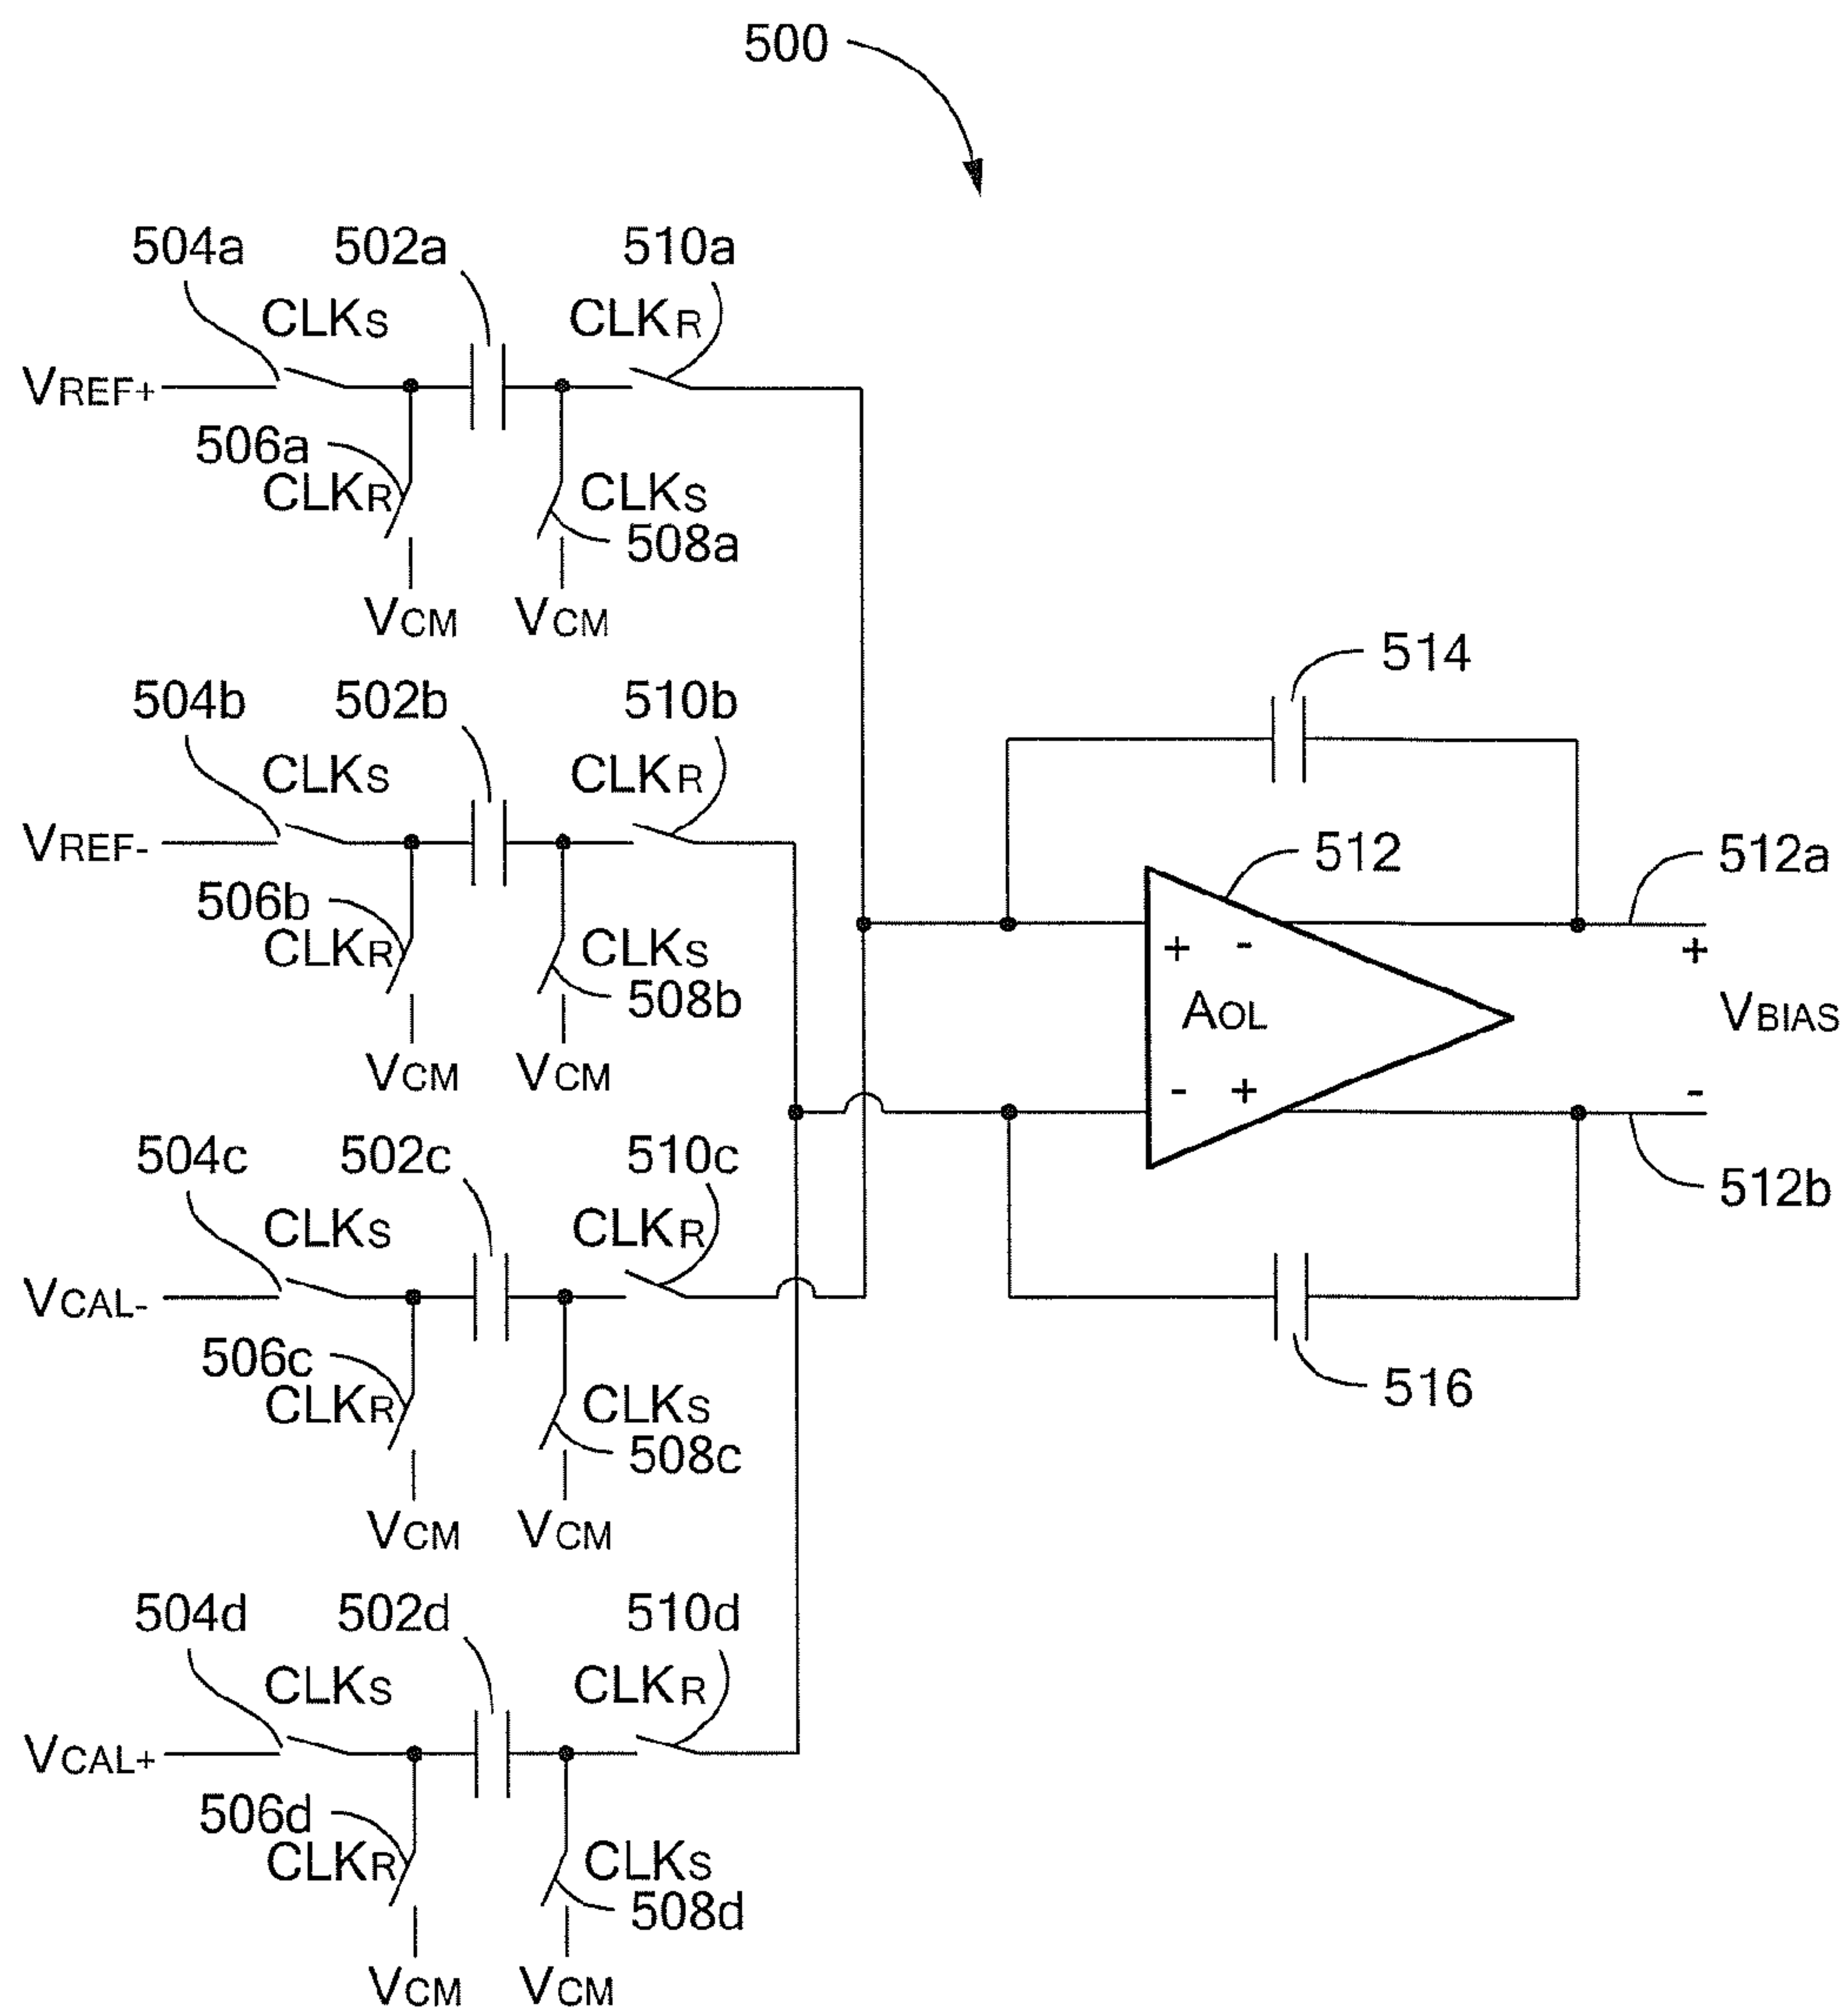 500
504a 502a 510a
CLKS CLKR
VREF+
506a
CLKR CLKS
508a
VCM VCM
514
504b 502b 510b
CLKS CLKR
VREF-
512 512a
506b
CLKR CLKS
508b
+ - +
AOL VBIAS
VCM VCM
- + -
504c 502c 510c
512b
CLKS CLKR
VCAL-
506c
516
CLKR CLKS
508c
VCM VCM
504d 502d 510d
CLKS CLKR
VCAL+
506d
CLKR CLKS
508d
VCM VCM